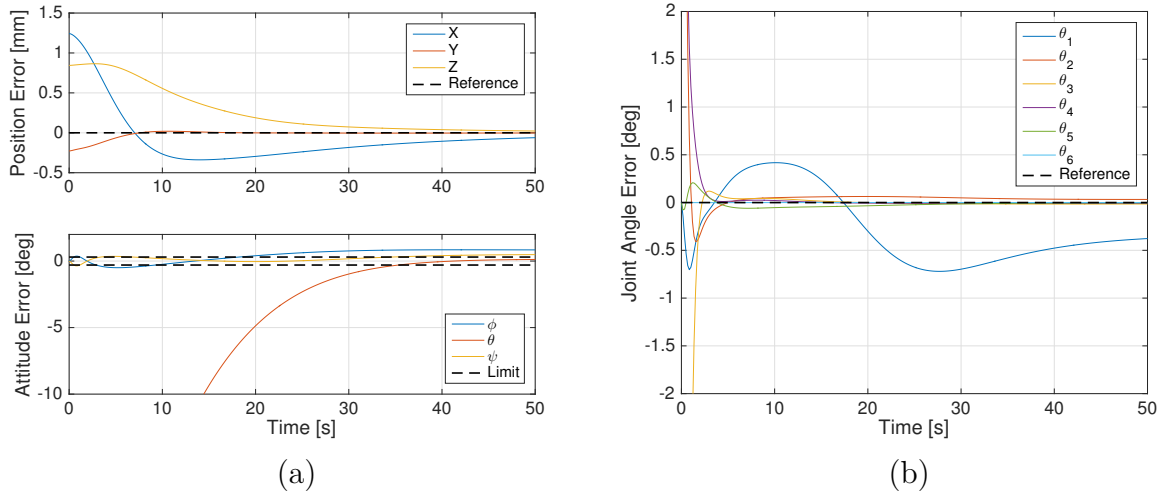 Position Error [mm]
1.5
1
0.5
0
-0.5
X
Y
Z
Reference
0 10 20 30 40 50
Attitude Error [deg]
0
-5
-10
ϕ
θ
ψ
Limit
0 10 20 30 40 50
Time [s]
(a)
Joint Angle Error [deg]
2
1.5
1
0.5
0
-0.5
-1
-1.5
-2
θ1
θ2
θ3
θ4
θ5
θ6
Reference
0 10 20 30 40 50
Time [s]
(b)